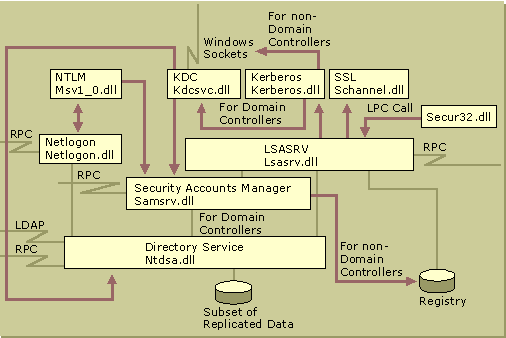 For non-
Domain
Controllers
Windows
Sockets
NTLM
Msv1_0.dll
KDC
Kdcsvc.dll
Kerberos
Kerberos.dll
SSL
Schannel.dll
For Domain
Controllers
LPC Call
Secur32.dll
RPC
Netlogon
Netlogon.dll
LSASRV
Lsasrv.dll
RPC
RPC
Security Accounts Manager
Samsrv.dll
LDAP
For Domain
Controllers
RPC
Directory Service
Ntdsa.dll
For non-
Domain
Controllers
Registry
Subset of
Replicated Data